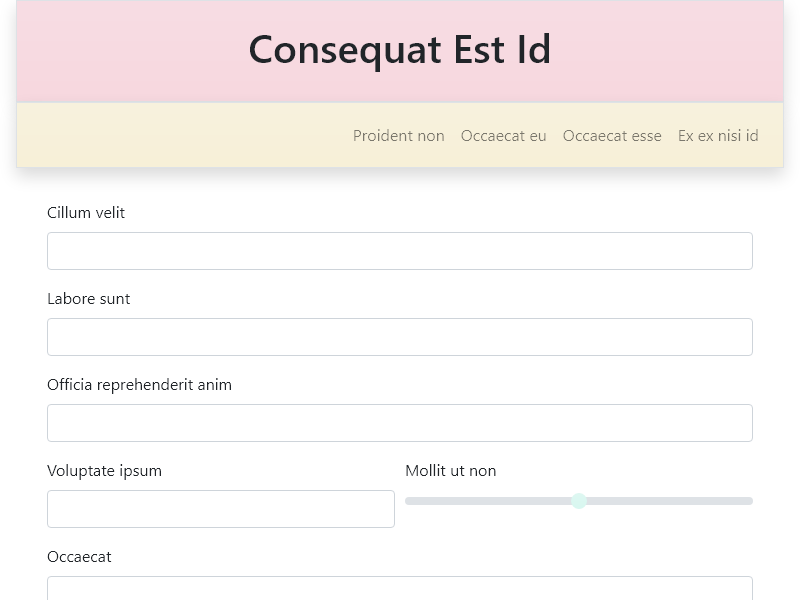 Consequat Est Id
Proident non Occaecat eu Occaecat esse Ex ex nisi id
Cillum velit
Labore sunt
Officia reprehenderit anim
Voluptate ipsum Mollit ut non
Occaecat